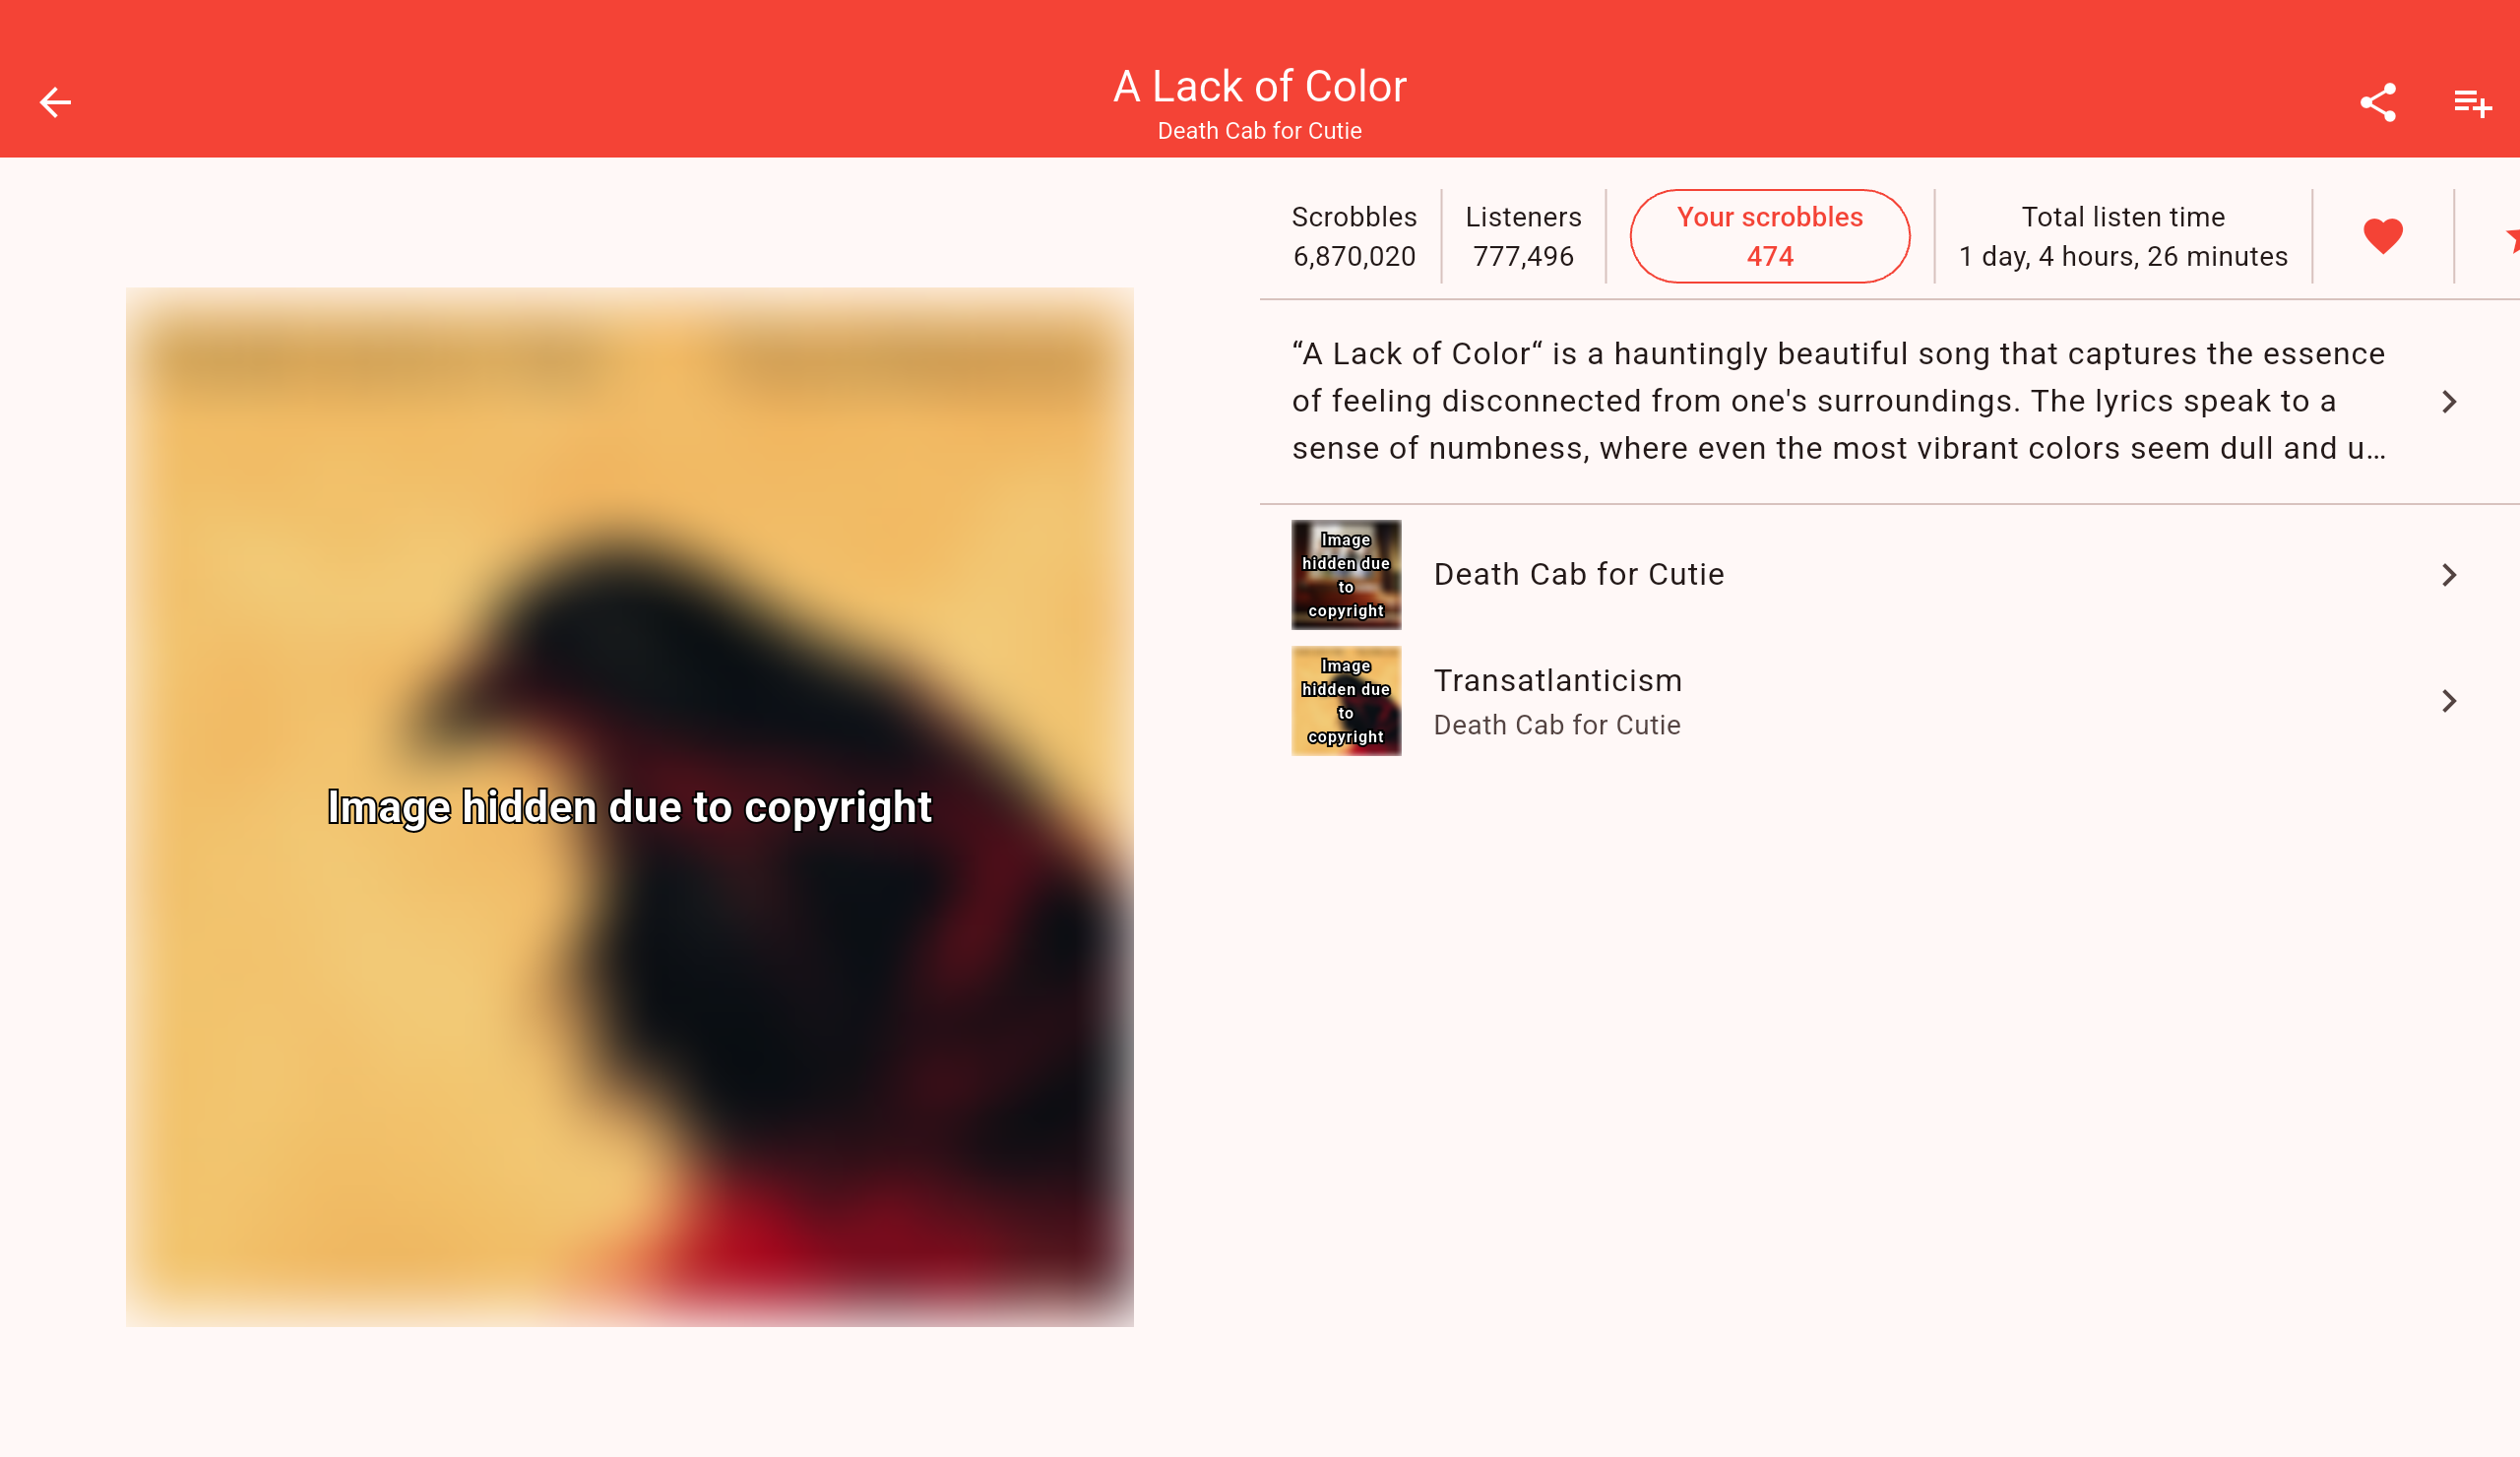 A Lack of Color
Death Cab for Cutie
Scrobbles
6,870,020
Listeners
777,496
Your scrobbles
474
Total listen time
1 day, 4 hours, 26 minutes
Image hidden due to copyright
“A Lack of Color“ is a hauntingly beautiful song that captures the essence
of feeling disconnected from one's surroundings. The lyrics speak to a
sense of numbness, where even the most vibrant colors seem dull and u…
Image
hidden due
to
copyright
Death Cab for Cutie
Image
hidden due
to
copyright
Transatlanticism
Death Cab for Cutie